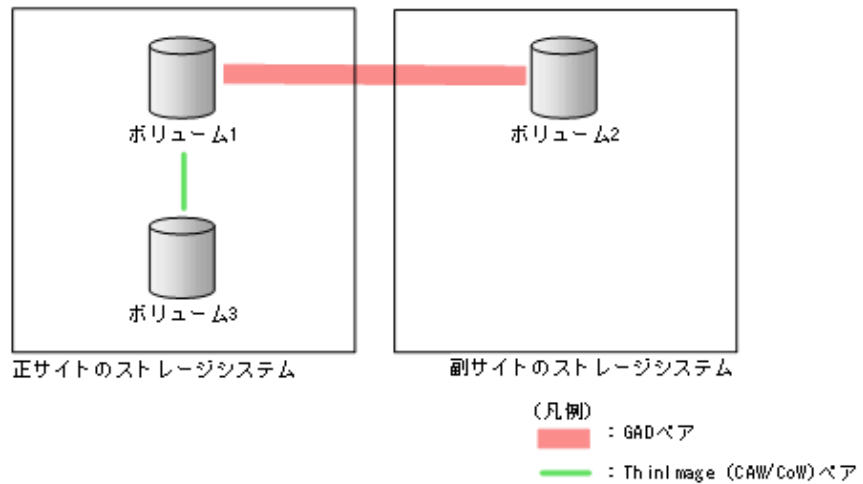 ボリューム1
ボリューム2
ボリューム3
正サイトのストレージシステム
副サイトのストレージシステム
(凡例)
：GADペア
：ThinImage (CAW/CoW)ペア